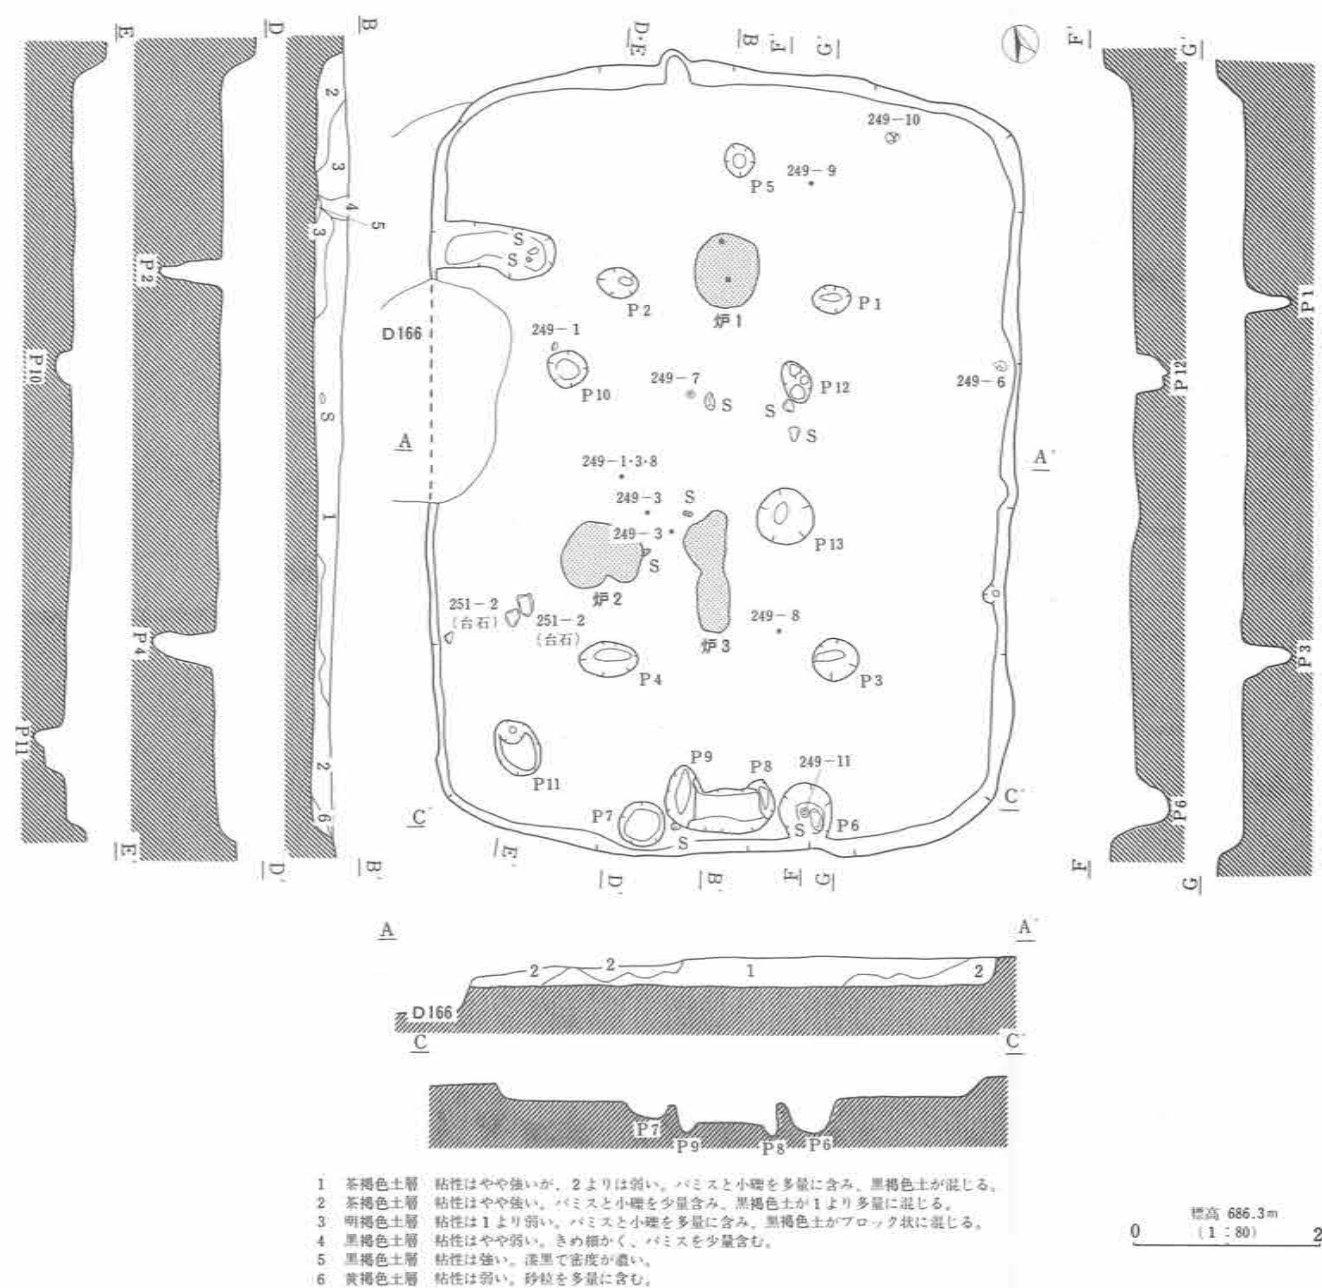 E
D
B
D·E
B
F´
G´
F´
G´
2
3
4
5
3
S
1
2
6
249-10
P5
249-9
S
S
P2
炉1
P1
D166
249-1
P10
249-7
S
P12
S
S
249-6
A
A´
249-1·3·8
249-3
S
249-3
S
P13
炉2
炉3
251-2
(台石)
251-2
(台石)
249-8
P4
P3
P11
P9
P8
249-11
P7
S
S
P6
C
C´
E´
D´
B´
F
G
P10
P11
P2
P4
P12
P6
P1
P3
E´
D´
B´
F
G
A
A´
2
2
1
2
D166
C
C´
P7
P9
P8
P6
1 茶褐色土層 粘性はやや強いが、2よりは弱い。パミスと小礫を多量に含み、黒褐色土が混じる。
2 茶褐色土層 粘性はやや強い。パミスと小礫を少量含み、黒褐色土が1より多量に混じる。
3 明褐色土層 粘性は1より弱い。パミスと小礫を多量に含み、黒褐色土がブロック状に混じる。
4 黒褐色土層 粘性はやや弱い。きめ細かく、パミスを少量含む。
5 黒褐色土層 粘性は強い。漆黒で密度が濃い。
6 黄褐色土層 粘性は弱い。砂粒を多量に含む。
標高 686.3m
(1:80)
0 2